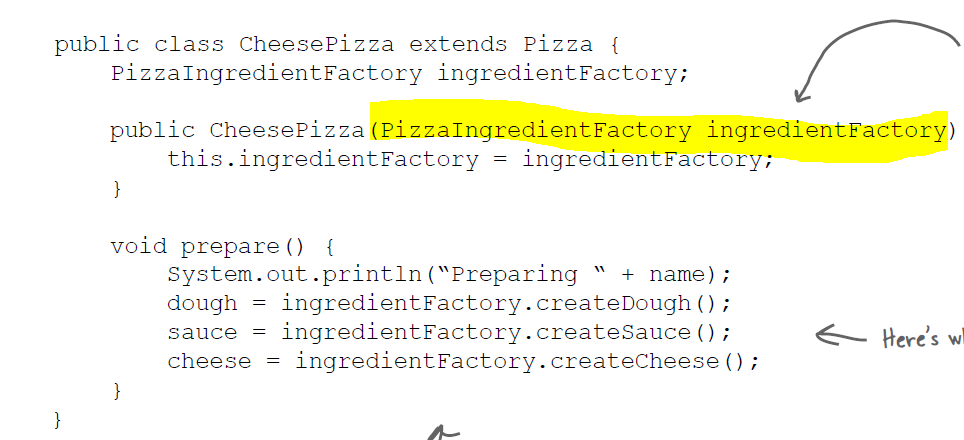 public class CheesePizza extends Pizza {
PizzaIngredientFactory ingredientFactory;
public CheesePizza(PizzaIngredientFactory ingredientFactory)
this.ingredientFactory = ingredientFactory;
}
void prepare() {
System.out.println(“Preparing “ + name);
dough = ingredientFactory.createDough();
sauce = ingredientFactory.createSauce();
cheese = ingredientFactory.createCheese();
}
}
Here's